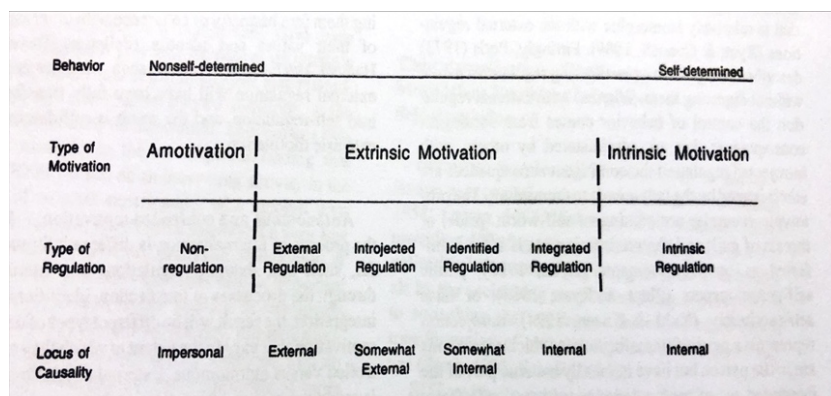 Behavior Nonself-determined Self-determined
Type of Motivation Amotivation Extrinsic Motivation Intrinsic Motivation
Type of Regulation Non-regulation External Regulation Introjected Regulation Identified Regulation Integrated Regulation Intrinsic Regulation
Locus of Causality Impersonal External Somewhat External Somewhat Internal Internal Internal